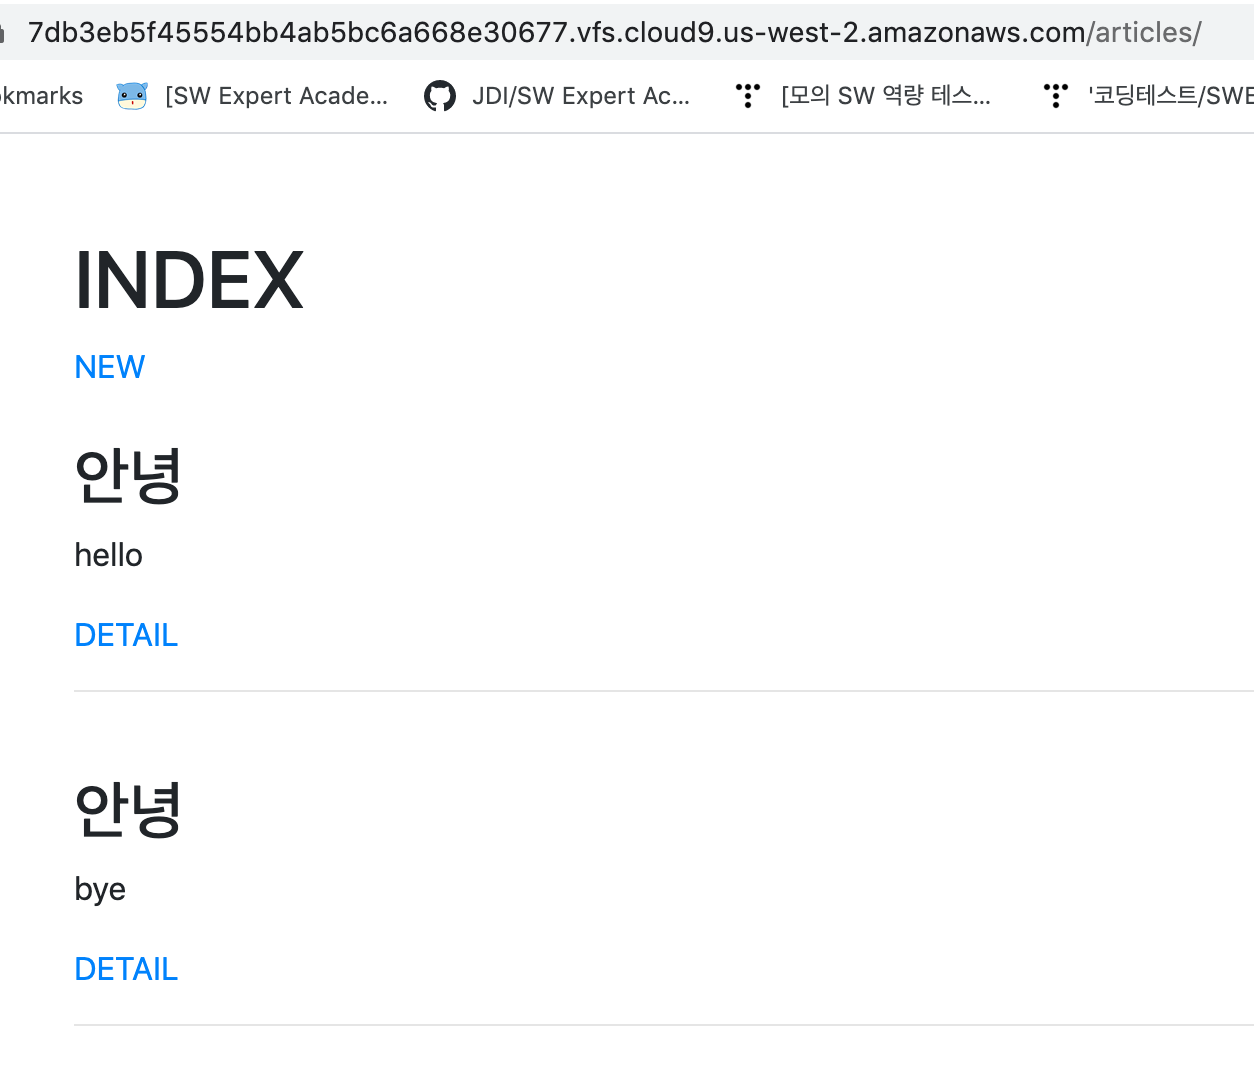 7db3eb5f45554bb4ab5bc6a668e30677.vfs.cloud9.us-west-2.amazonaws.com/articles/
okmarks [SW Expert Acade... JDI/SW Expert Ac... [모의 SW 역량 테스... '코딩테스트/SWE
INDEX
NEW
안녕
hello
DETAIL
안녕
bye
DETAIL